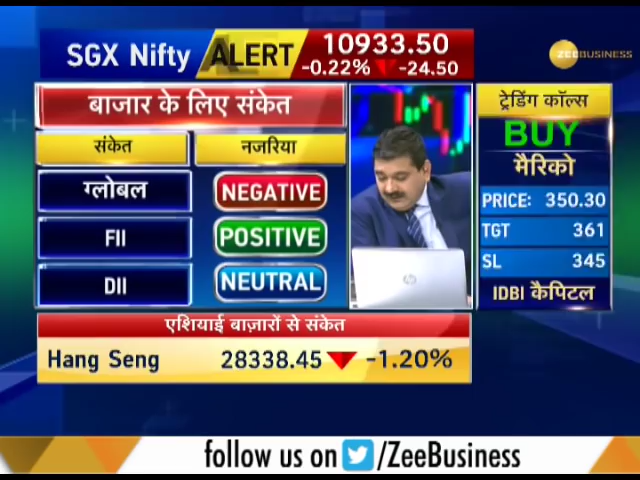 SGX Nifty ALERT 10933.50
-0.22% -24.50
ZEEBUSINESS
बाजार के लिए संकेत
संकेत नजरिया
ग्लोबल NEGATIVE
FII POSITIVE
DII NEUTRAL
hp
ट्रेडिंग कॉल्स
BUY
मैरिको
PRICE: 350.30
TGT 361
SL 345
IDBI कैपिटल
एशियाई बाज़ारों से संकेत
Hang Seng 28338.45 -1.20%
follow us on /ZeeBusiness